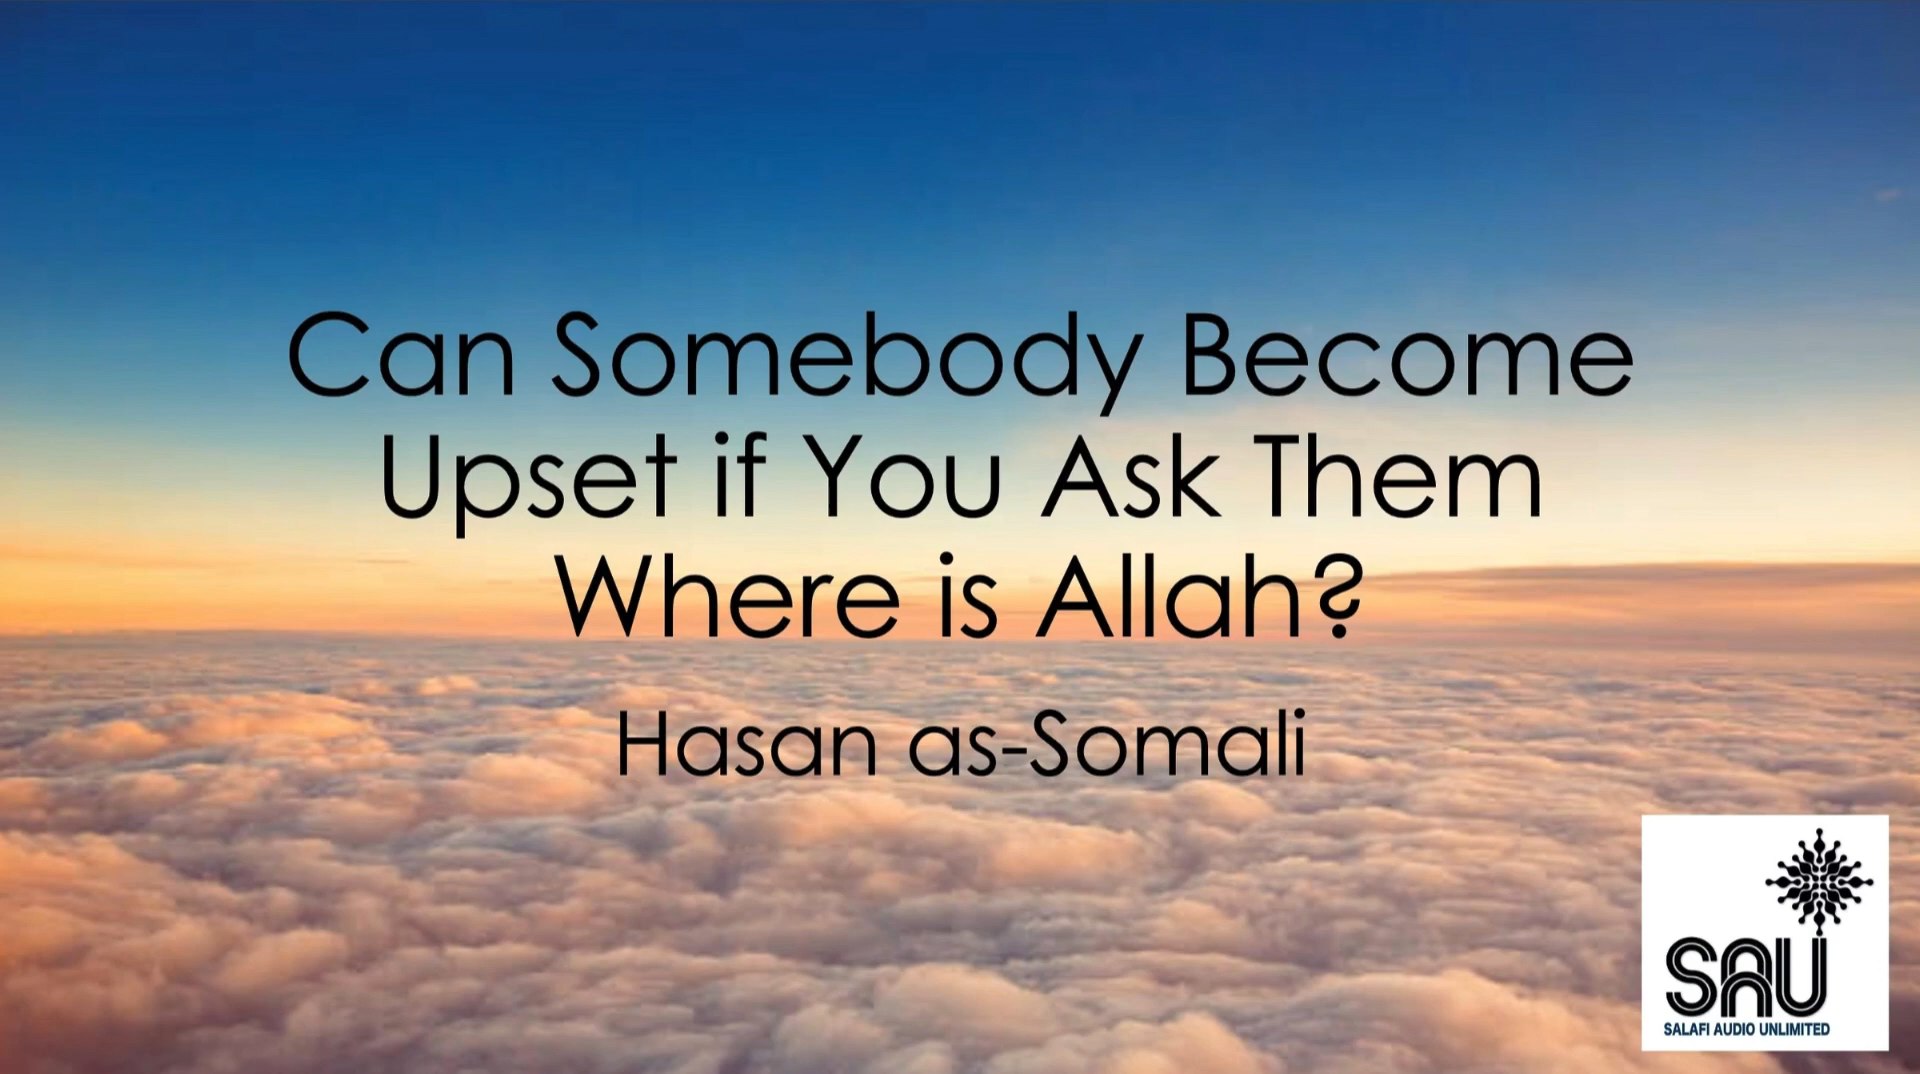 Can Somebody Become
Upset if You Ask Them
Where is Allah?
Hasan as-Somali
SAU
SALAFI AUDIO UNLIMITED